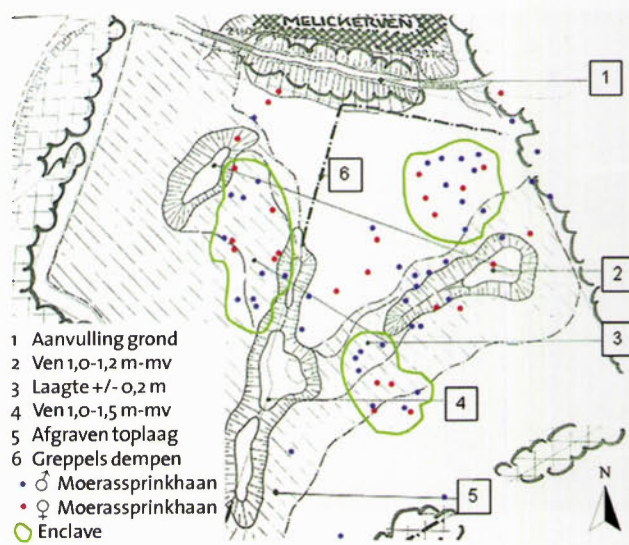 MELICKERVEN
1
6
2
3
4
5
1 Aanvulling grond
2 Ven 1,0-1,2 m-mv
3 Laagte +/- 0,2 m
4 Ven 1,0-1,5 m-mv
5 Afgraven toplaag
6 Greppels dempen
♂ Moerassprinkhaan
♀ Moerassprinkhaan
Enclave
N